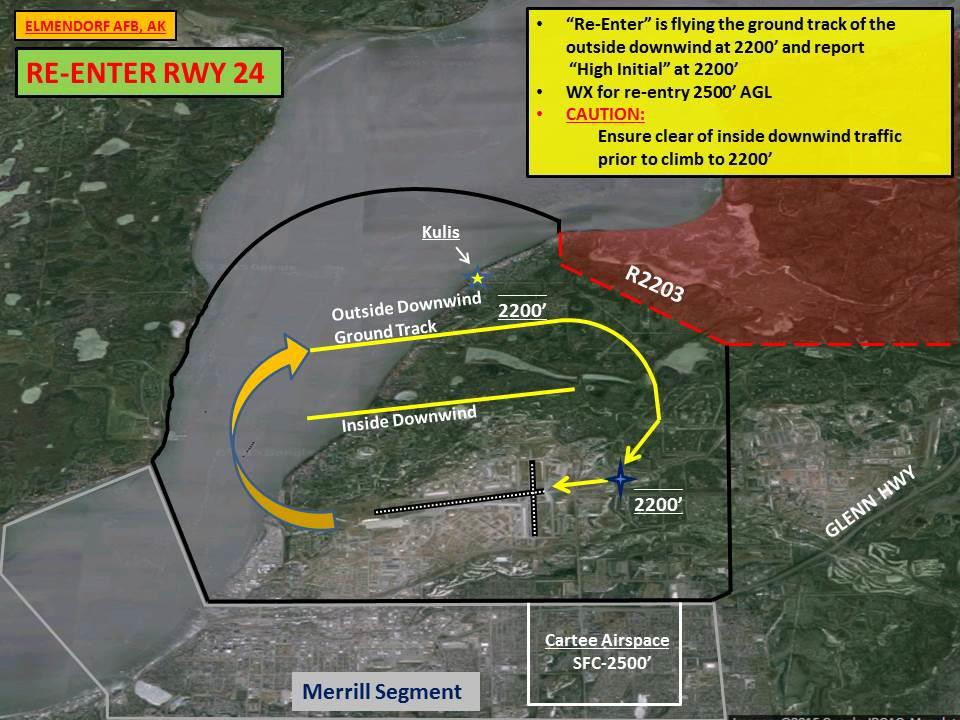 ELMENDORF AFB, AK
RE-ENTER RWY 24
• “Re-Enter” is flying the ground track of the
outside downwind at 2200’ and report
“High Initial” at 2200’
• WX for re-entry 2500’ AGL
• CAUTION:
Ensure clear of inside downwind traffic
prior to climb to 2200’
Kulis
R2203
Outside Downwind
Ground Track
2200’
Inside Downwind
2200’
GLENN HWY
Cartee Airspace
SFC-2500’
Merrill Segment